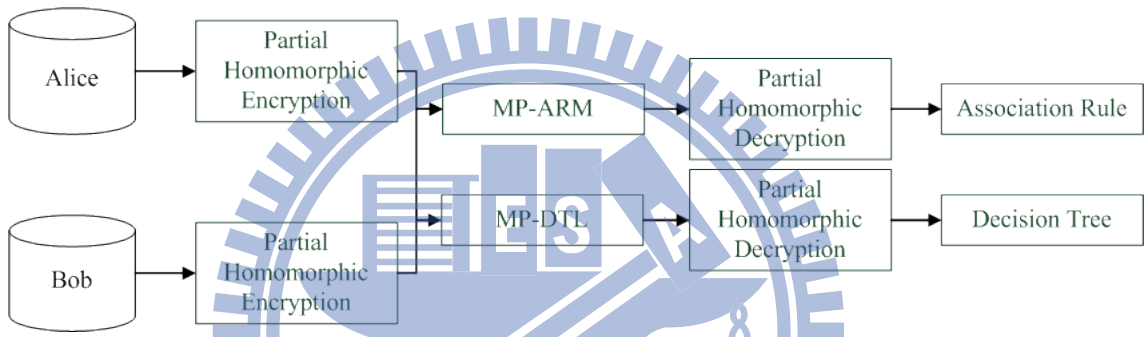 Alice
Partial
Homomorphic
Encryption
MP-ARM
Partial
Homomorphic
Decryption
Association Rule
Bob
Partial
Homomorphic
Encryption
MP-DTL
Partial
Homomorphic
Decryption
Decision Tree
E S A
8